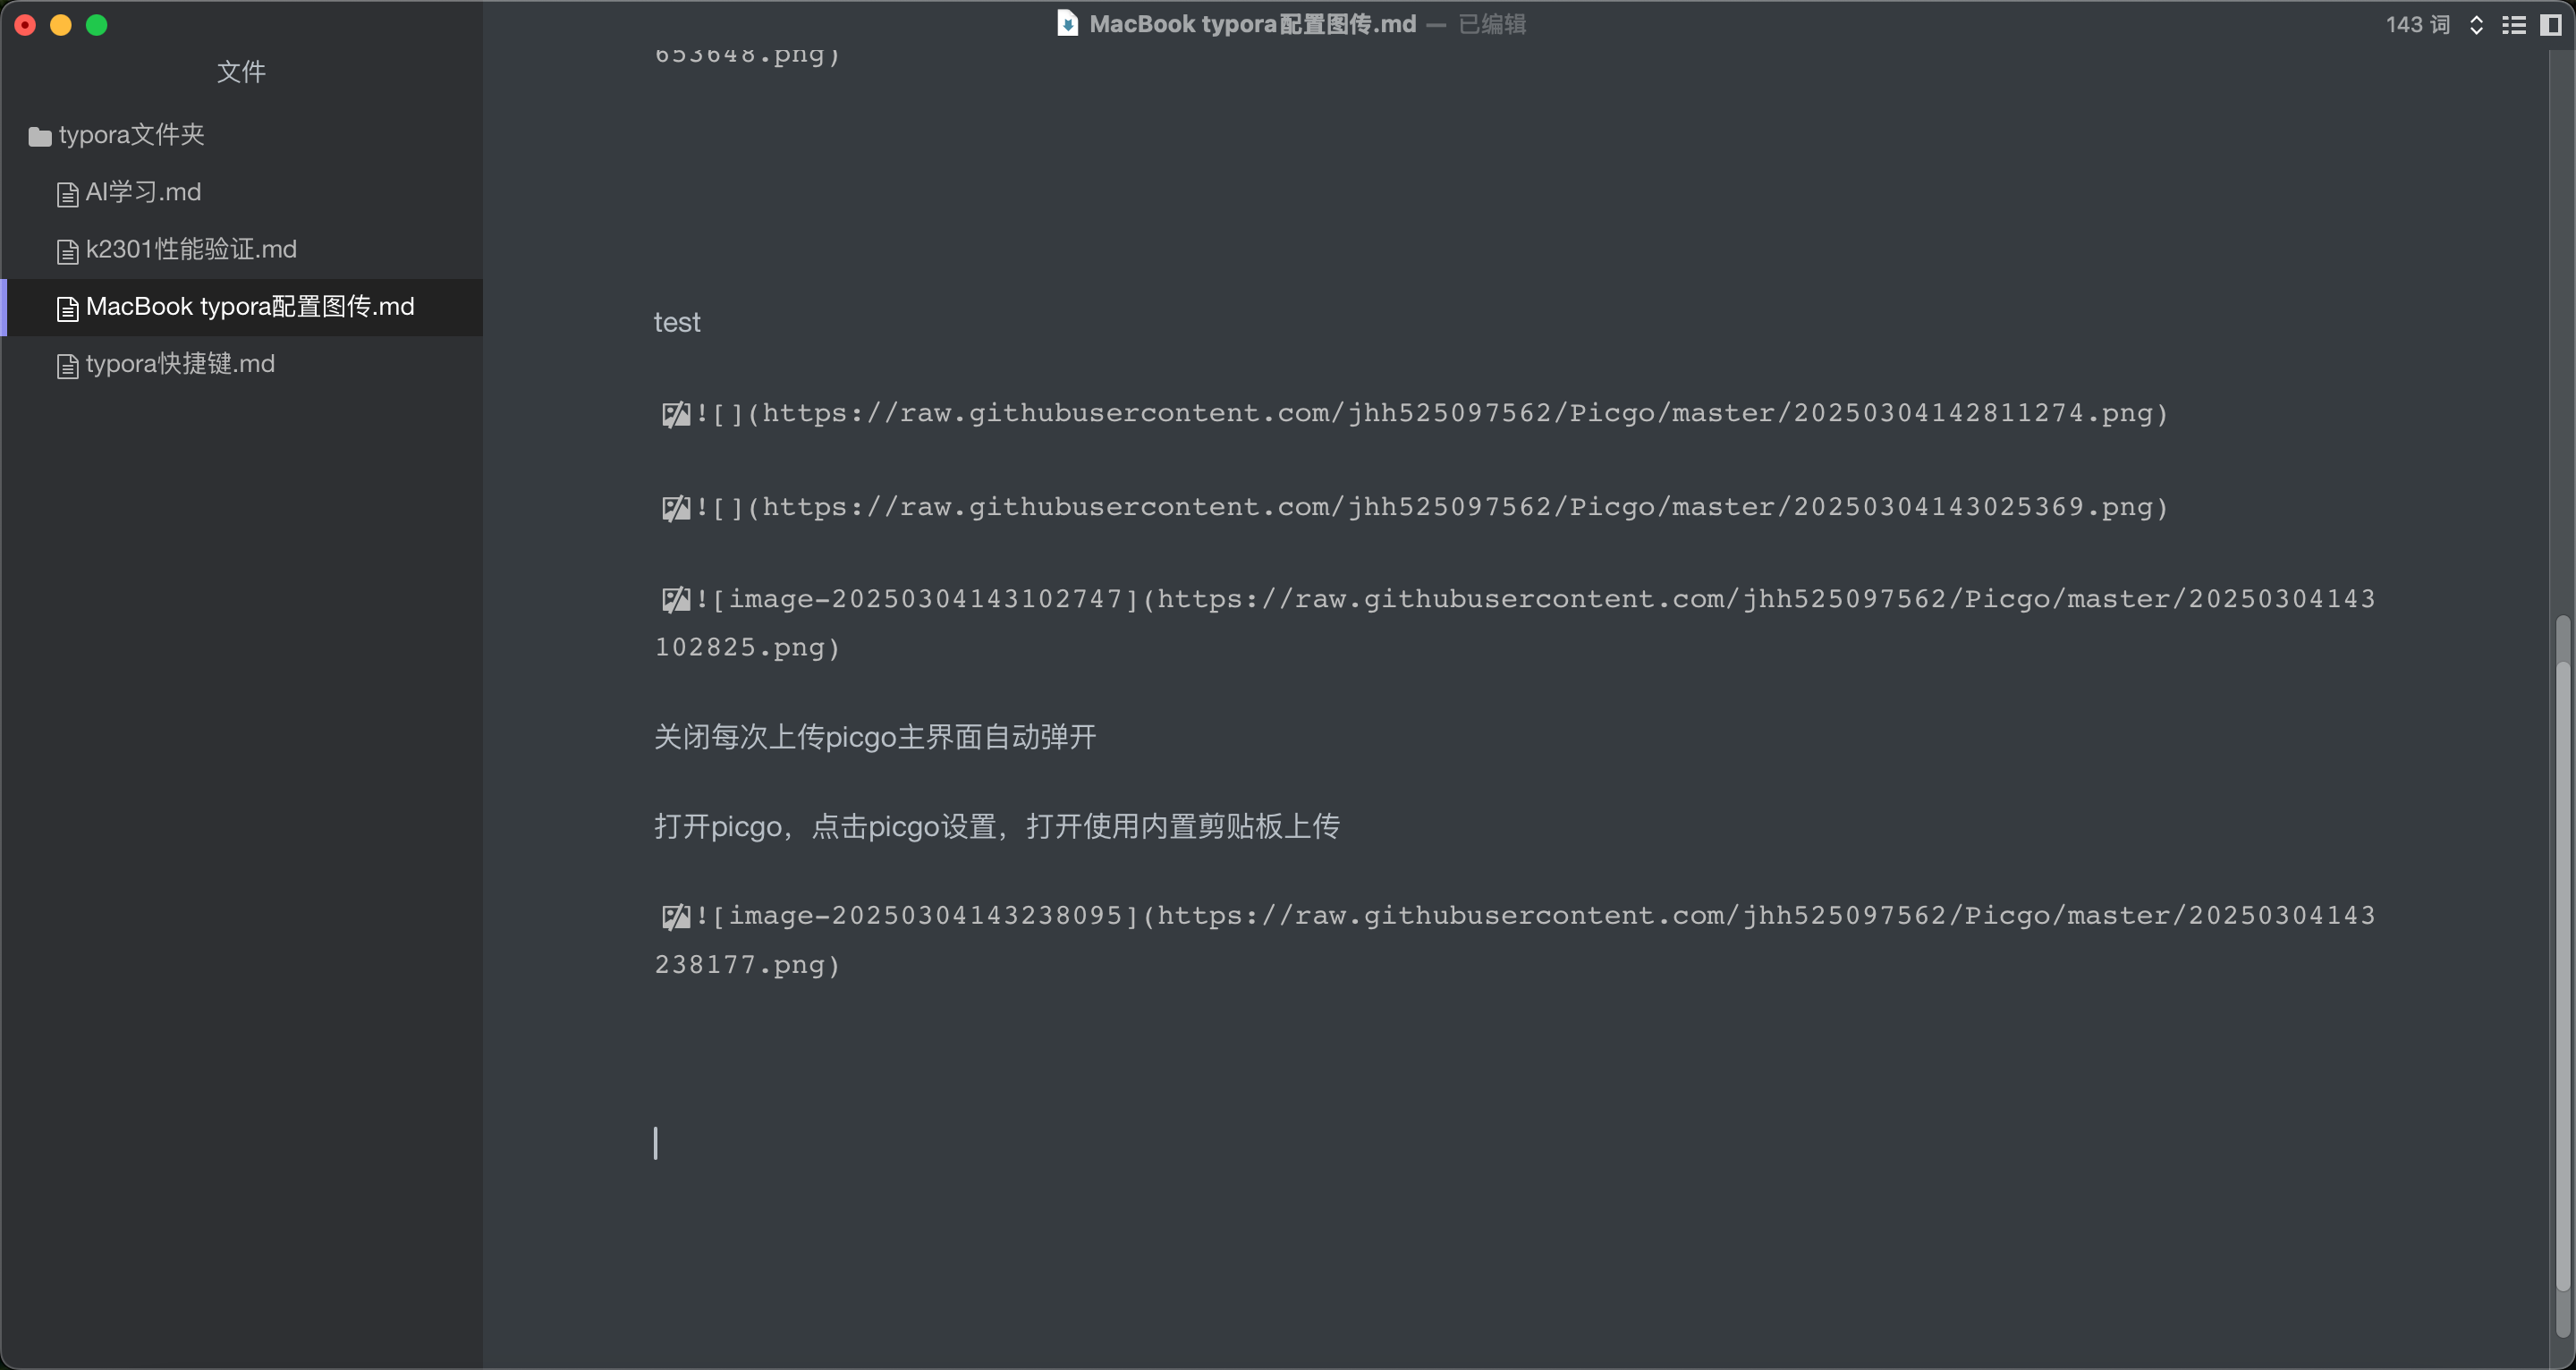 MacBook typora配置图传.md — 已编辑
143 词
文件
typora文件夹
AI学习.md
k2301性能验证.md
MacBook typora配置图传.md
typora快捷键.md
653648.png)
test
![](https://raw.githubusercontent.com/jhh525097562/Picgo/master/20250304142811274.png)
![](https://raw.githubusercontent.com/jhh525097562/Picgo/master/20250304143025369.png)
![image-20250304143102747](https://raw.githubusercontent.com/jhh525097562/Picgo/master/20250304143
102825.png)
关闭每次上传picgo主界面自动弹开
打开picgo，点击picgo设置，打开使用内置剪贴板上传
![image-20250304143238095](https://raw.githubusercontent.com/jhh525097562/Picgo/master/20250304143
238177.png)